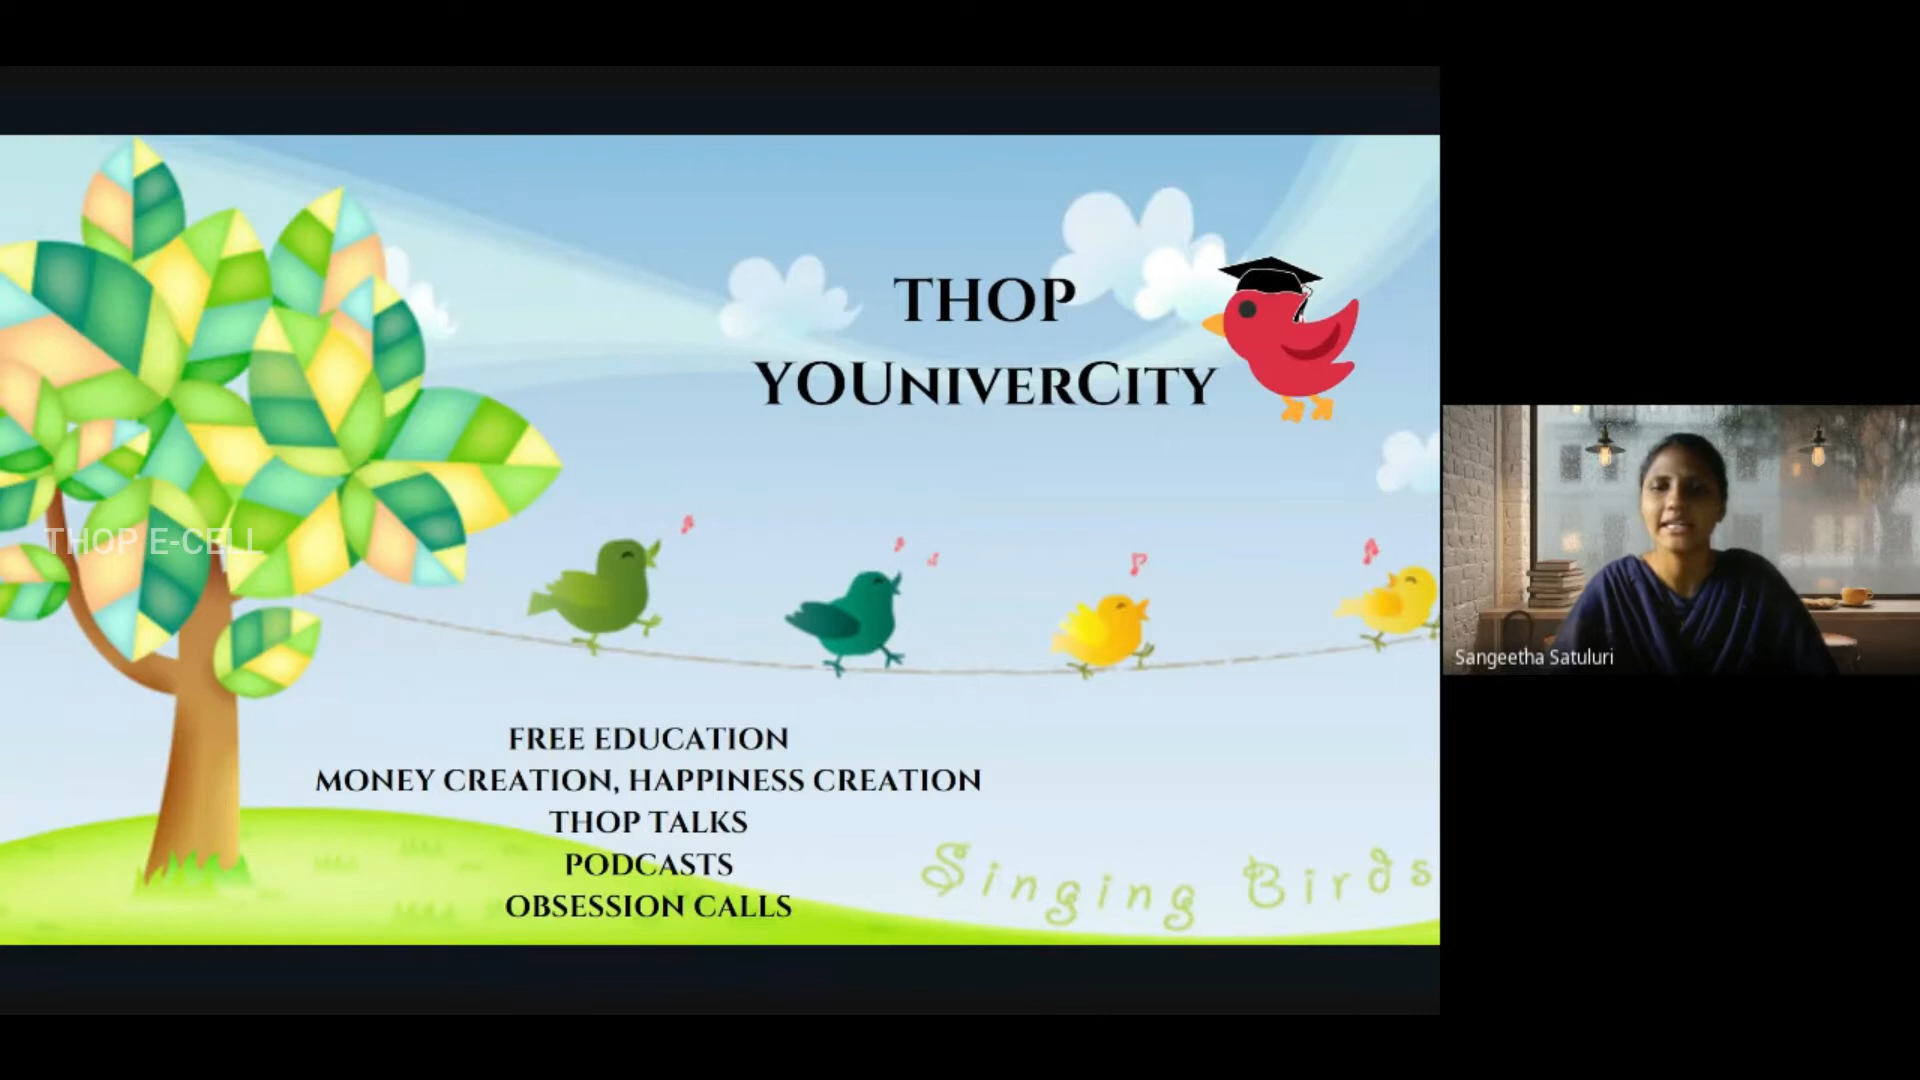 THOP
YOUniverCity
THOP E-CELL
FREE EDUCATION
MONEY CREATION, HAPPINESS CREATION
THOP TALKS
PODCASTS
OBSESSION CALLS
Singing Birds
Sangeetha Satuluri